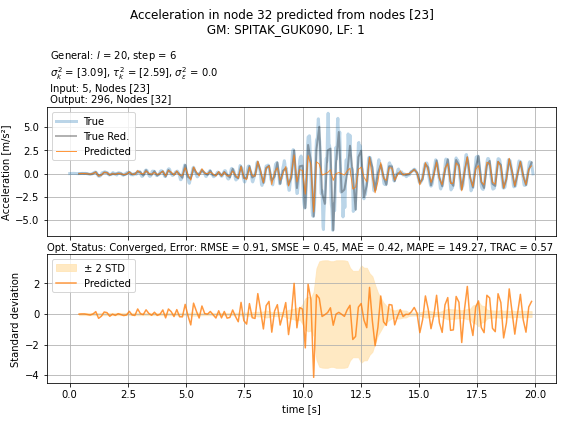 Acceleration in node 32 predicted from nodes [23]
GM: SPITAK_GUK090, LF: 1
General: l = 20, step = 6
σ²ₖ = [3.09], τ²ₖ = [2.59], σ²ₑ = 0.0
Input: 5, Nodes [23]
Output: 296, Nodes [32]
True
True Red.
Predicted
Acceleration [m/s²]
5.0
2.5
0.0
−2.5
−5.0
Opt. Status: Converged, Error: RMSE = 0.91, SMSE = 0.45, MAE = 0.42, MAPE = 149.27, TRAC = 0.57
± 2 STD
Predicted
Standard deviation
2
0
−2
−4
0.0 2.5 5.0 7.5 10.0 12.5 15.0 17.5 20.0
time [s]